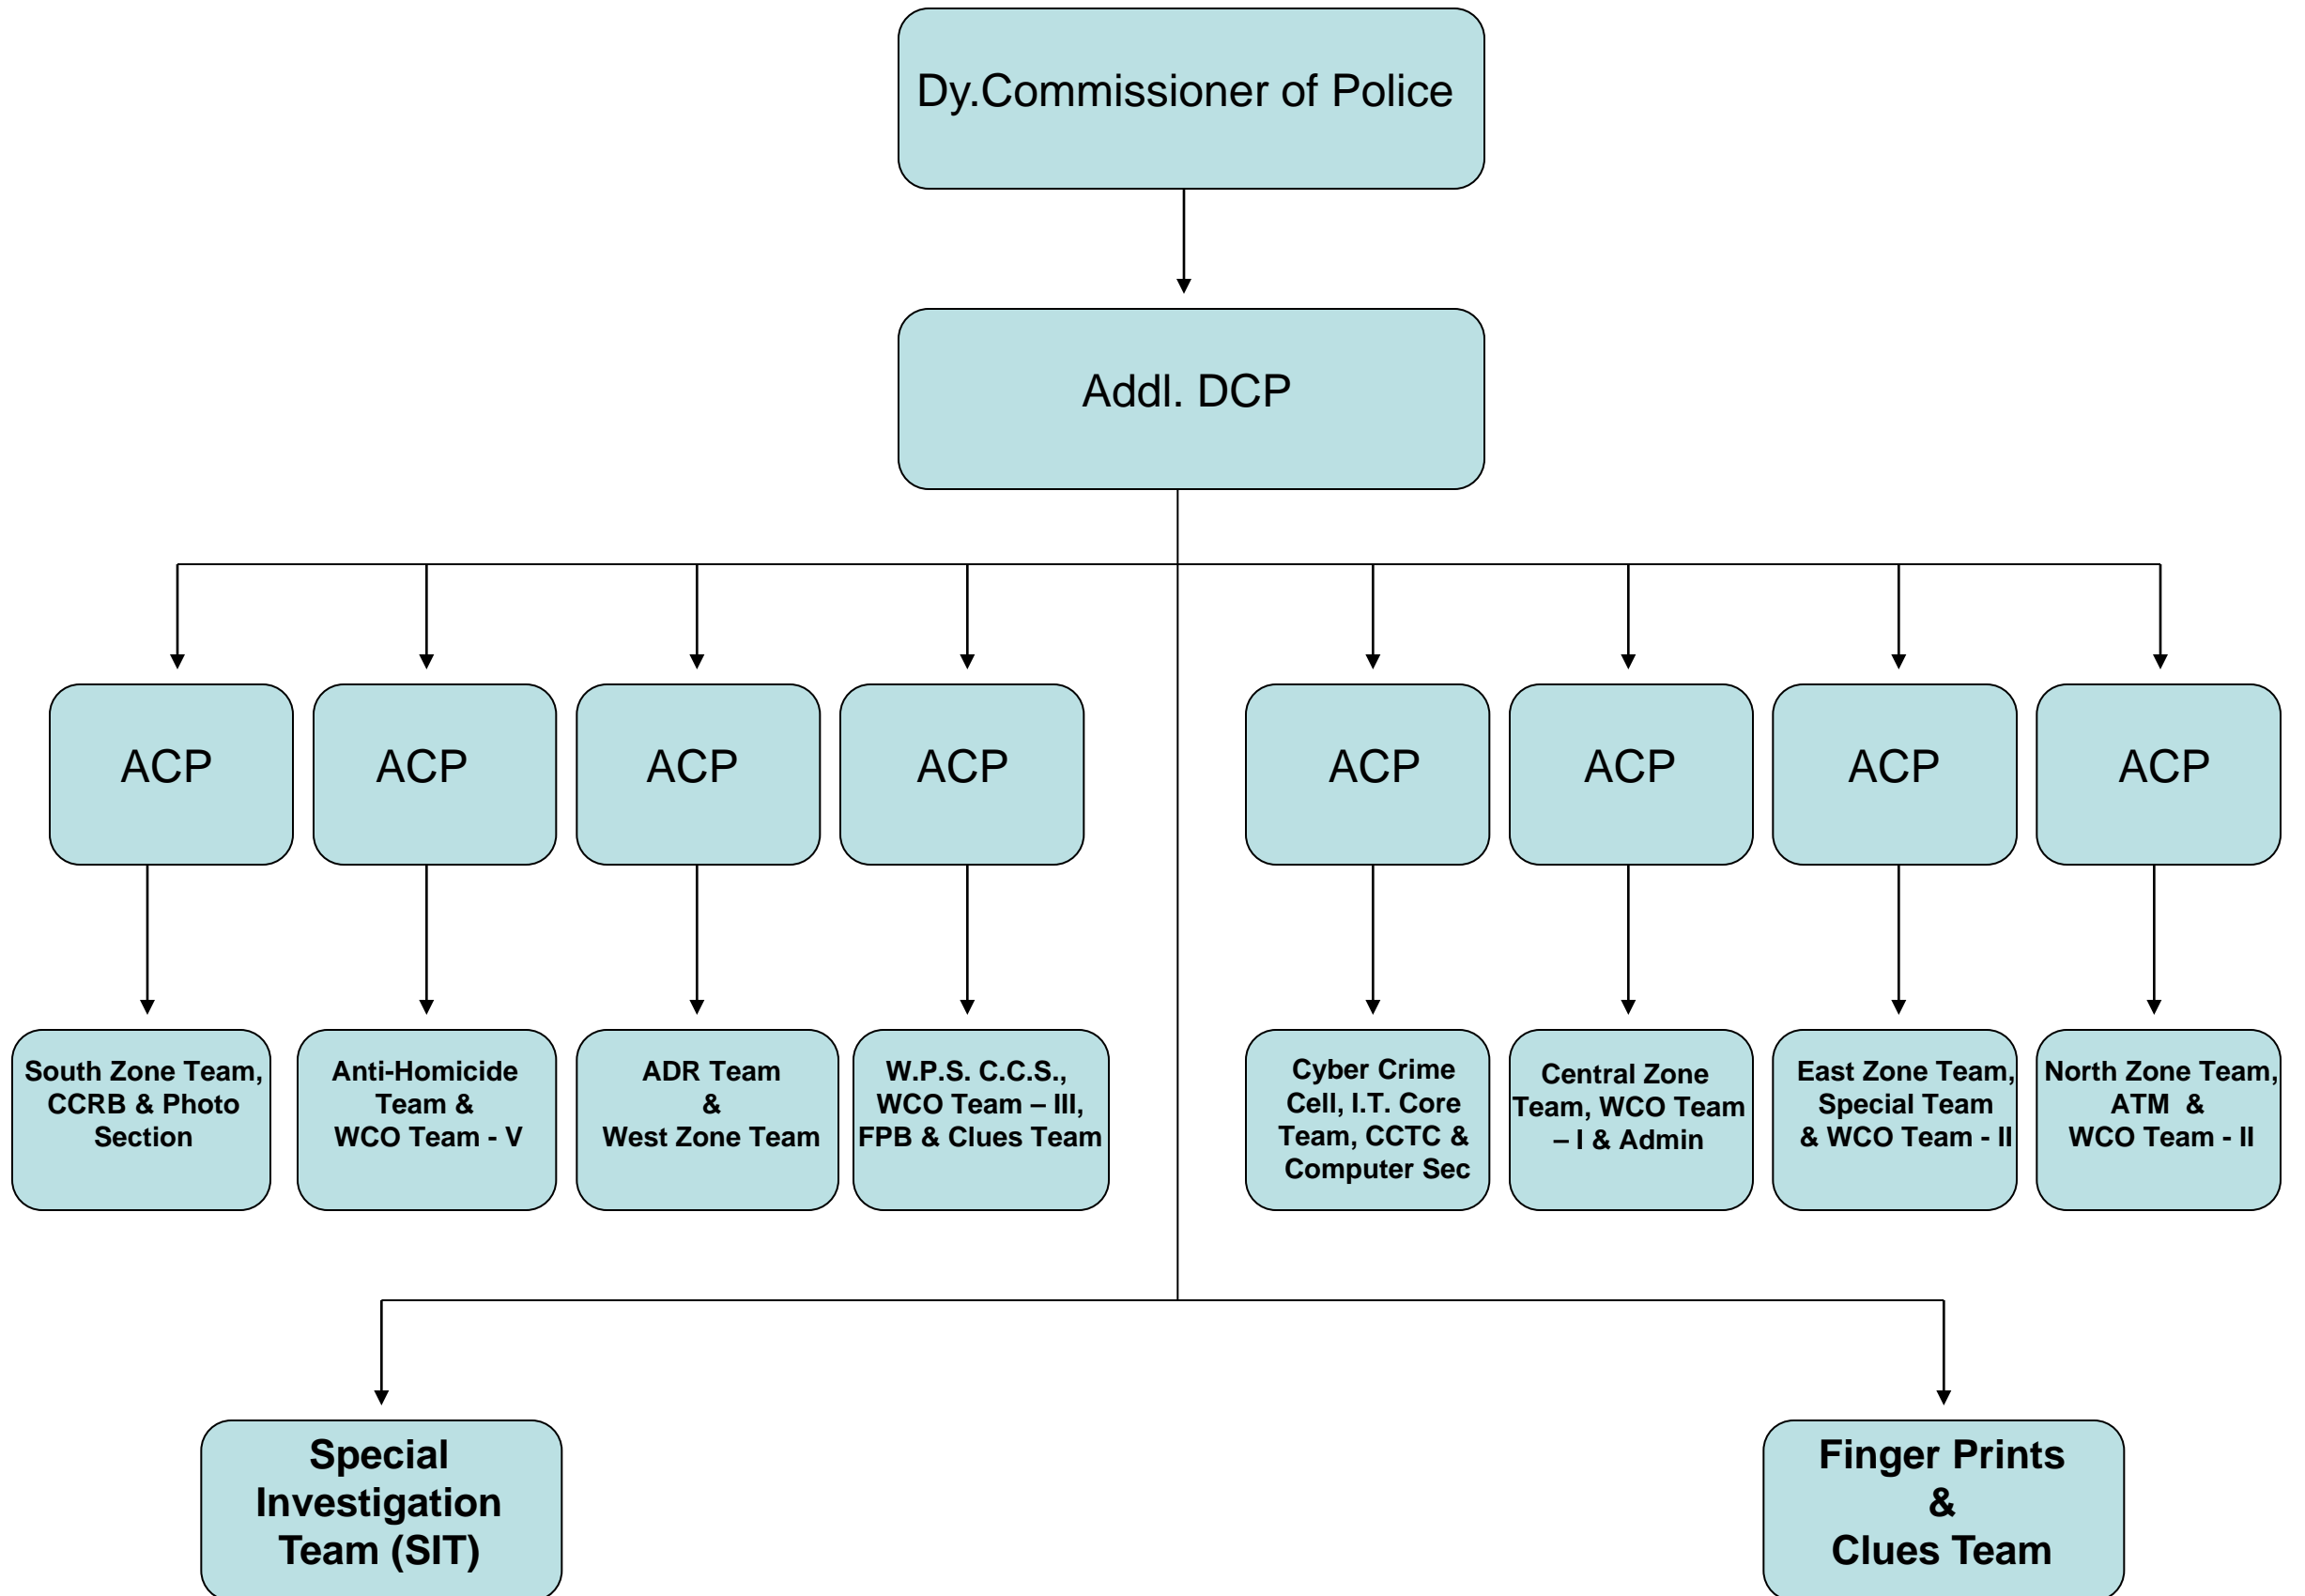 Dy.Commissioner of Police
Addl. DCP
ACP
ACP
ACP
ACP
ACP
ACP
ACP
ACP
South Zone Team,
CCRB & Photo
Section
Anti-Homicide
Team &
WCO Team - V
ADR Team
&
West Zone Team
W.P.S. C.C.S.,
WCO Team – III,
FPB & Clues Team
Cyber Crime
Cell, I.T. Core
Team, CCTC &
Computer Sec
Central Zone
Team, WCO Team
– I & Admin
East Zone Team,
Special Team
& WCO Team - II
North Zone Team,
ATM &
WCO Team - II
Special
Investigation
Team (SIT)
Finger Prints
&
Clues Team